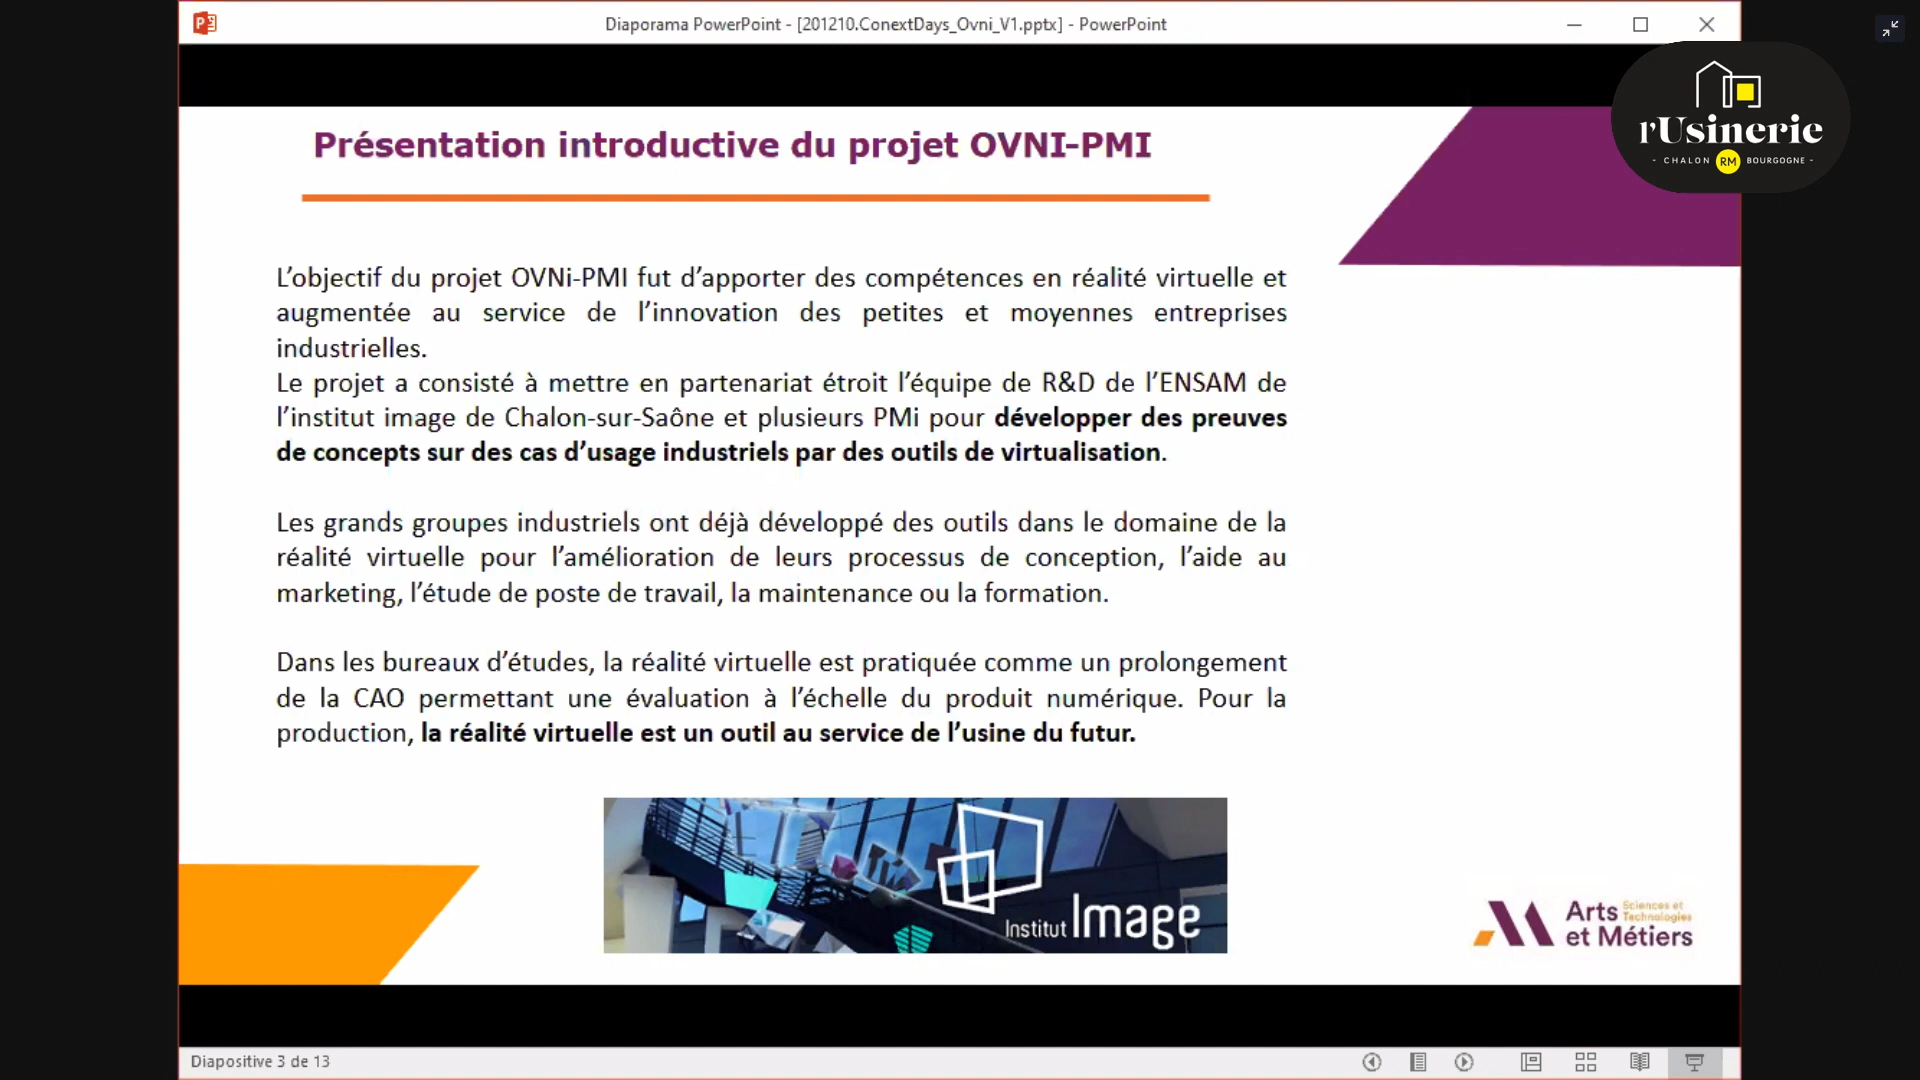 Diaporama PowerPoint - [201210.ConextDays_Ovni_V1.pptx] - PowerPoint
l'Usinerie
- CHALON RM BOURGOGNE -
Présentation introductive du projet OVNI-PMI
L’objectif du projet OVNi-PMI fut d’apporter des compétences en réalité virtuelle et
augmentée au service de l’innovation des petites et moyennes entreprises
industrielles.
Le projet a consisté à mettre en partenariat étroit l’équipe de R&D de l’ENSAM de
l’institut image de Chalon-sur-Saône et plusieurs PMi pour développer des preuves
de concepts sur des cas d’usage industriels par des outils de virtualisation.
Les grands groupes industriels ont déjà développé des outils dans le domaine de la
réalité virtuelle pour l’amélioration de leurs processus de conception, l’aide au
marketing, l’étude de poste de travail, la maintenance ou la formation.
Dans les bureaux d’études, la réalité virtuelle est pratiquée comme un prolongement
de la CAO permettant une évaluation à l’échelle du produit numérique. Pour la
production, la réalité virtuelle est un outil au service de l’usine du futur.
Institut Image
Arts Sciences et Technologies
et Métiers
Diapositive 3 de 13